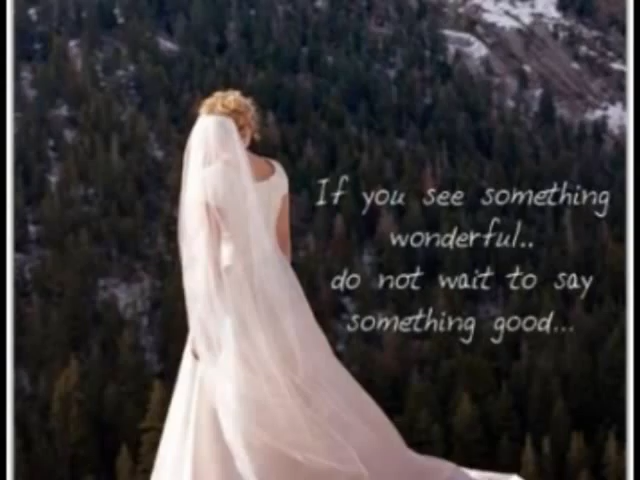 If you see something
wonderful..
do not wait to say
something good...